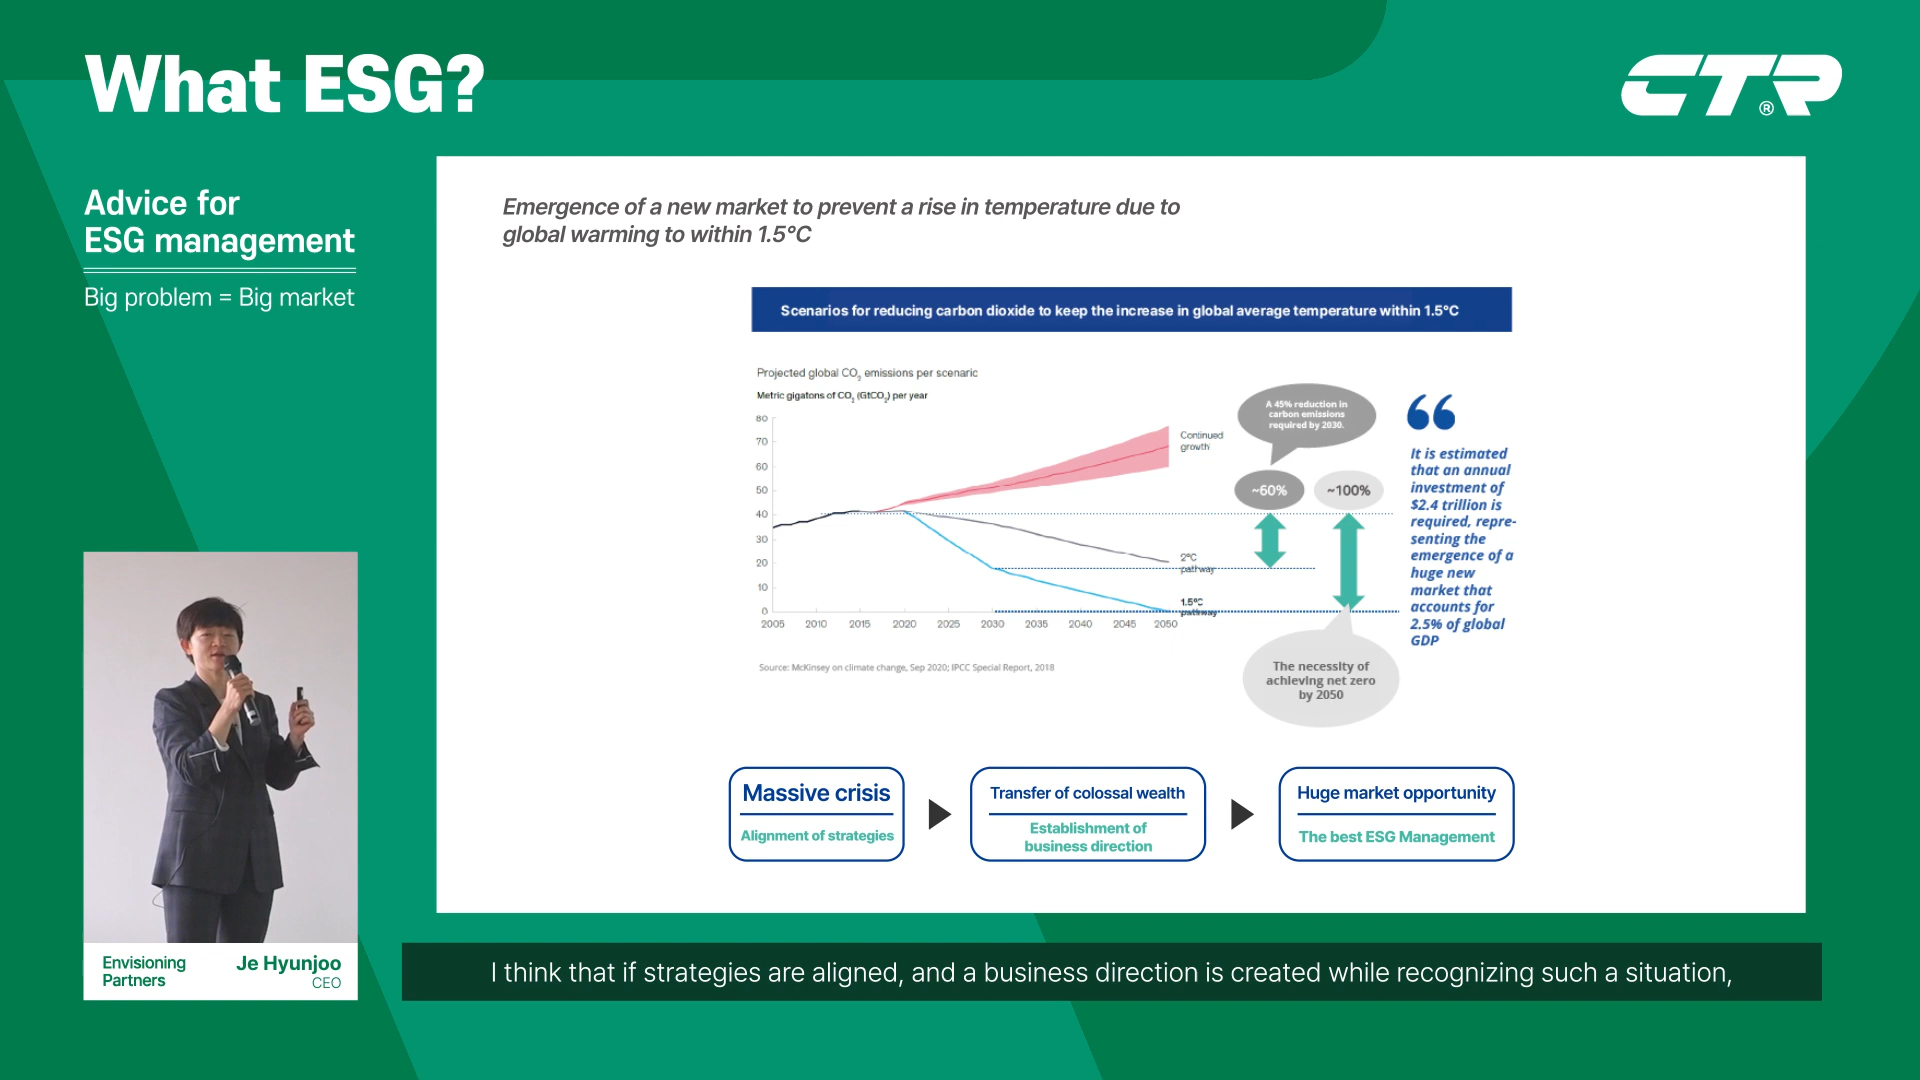 What ESG?
CTR®
Advice for
ESG management
Big problem = Big market
Emergence of a new market to prevent a rise in temperature due to
global warming to within 1.5°C
Scenarios for reducing carbon dioxide to keep the increase in global average temperature within 1.5°C
Projected global CO2 emissions per scenario
Metric gigatons of CO2 (GtCO2) per year
80
70
60
50
40
30
20
10
0
2005 2010 2015 2020 2025 2030 2035 2040 2045 2050
Continued
growth
2°C
pathway
1.5°C
pathway
Source: McKinsey on climate change, Sep 2020; IPCC Special Report, 2018
A 45% reduction in
carbon emissions
required by 2030.
~60%
~100%
The necessity of
achieving net zero
by 2050
It is estimated
that an annual
investment of
$2.4 trillion is
required, repre-
senting the
emergence of a
huge new
market that
accounts for
2.5% of global
GDP
Massive crisis
Alignment of strategies
Transfer of colossal wealth
Establishment of
business direction
Huge market opportunity
The best ESG Management
Envisioning
Partners
Je Hyunjoo
CEO
I think that if strategies are aligned, and a business direction is created while recognizing such a situation,